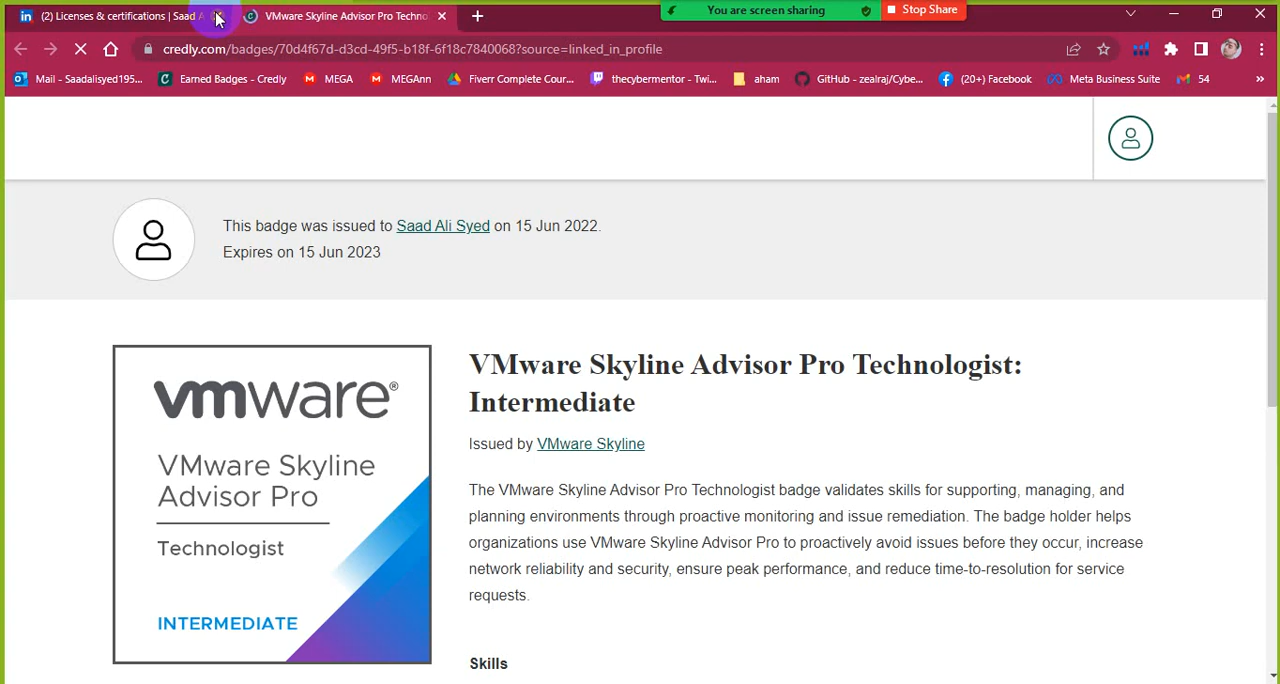 (2) Licenses & certifications | Saad A
VMware Skyline Advisor Pro Techno
You are screen sharing
Stop Share
credly.com/badges/70d4f67d-d3cd-49f5-b18f-6f18c7840068?source=linked_in_profile
Mail - Saadalisyed195...
Earned Badges - Credly
MEGA
MEGAnn
Fiverr Complete Cour...
thecybermentor - Twi...
aham
GitHub - zealraj/Cybe...
(20+) Facebook
Meta Business Suite
54
»
This badge was issued to Saad Ali Syed on 15 Jun 2022.
Expires on 15 Jun 2023
vmware®
VMware Skyline
Advisor Pro
Technologist
INTERMEDIATE
VMware Skyline Advisor Pro Technologist:
Intermediate
Issued by VMware Skyline
The VMware Skyline Advisor Pro Technologist badge validates skills for supporting, managing, and
planning environments through proactive monitoring and issue remediation. The badge holder helps
organizations use VMware Skyline Advisor Pro to proactively avoid issues before they occur, increase
network reliability and security, ensure peak performance, and reduce time-to-resolution for service
requests.
Skills